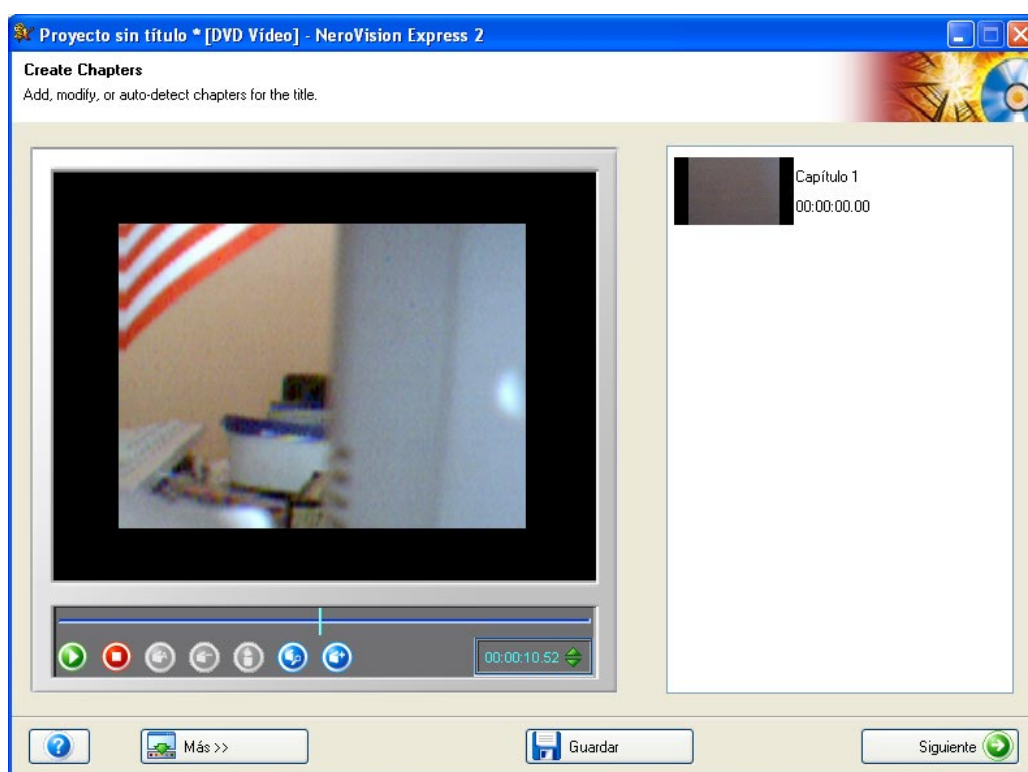 Proyecto sin título * [DVD Vídeo] - NeroVision Express 2
Create Chapters
Add, modify, or auto-detect chapters for the title.
Capítulo 1
00:00:00.00
00:00:10.52
Más >>
Guardar
Siguiente